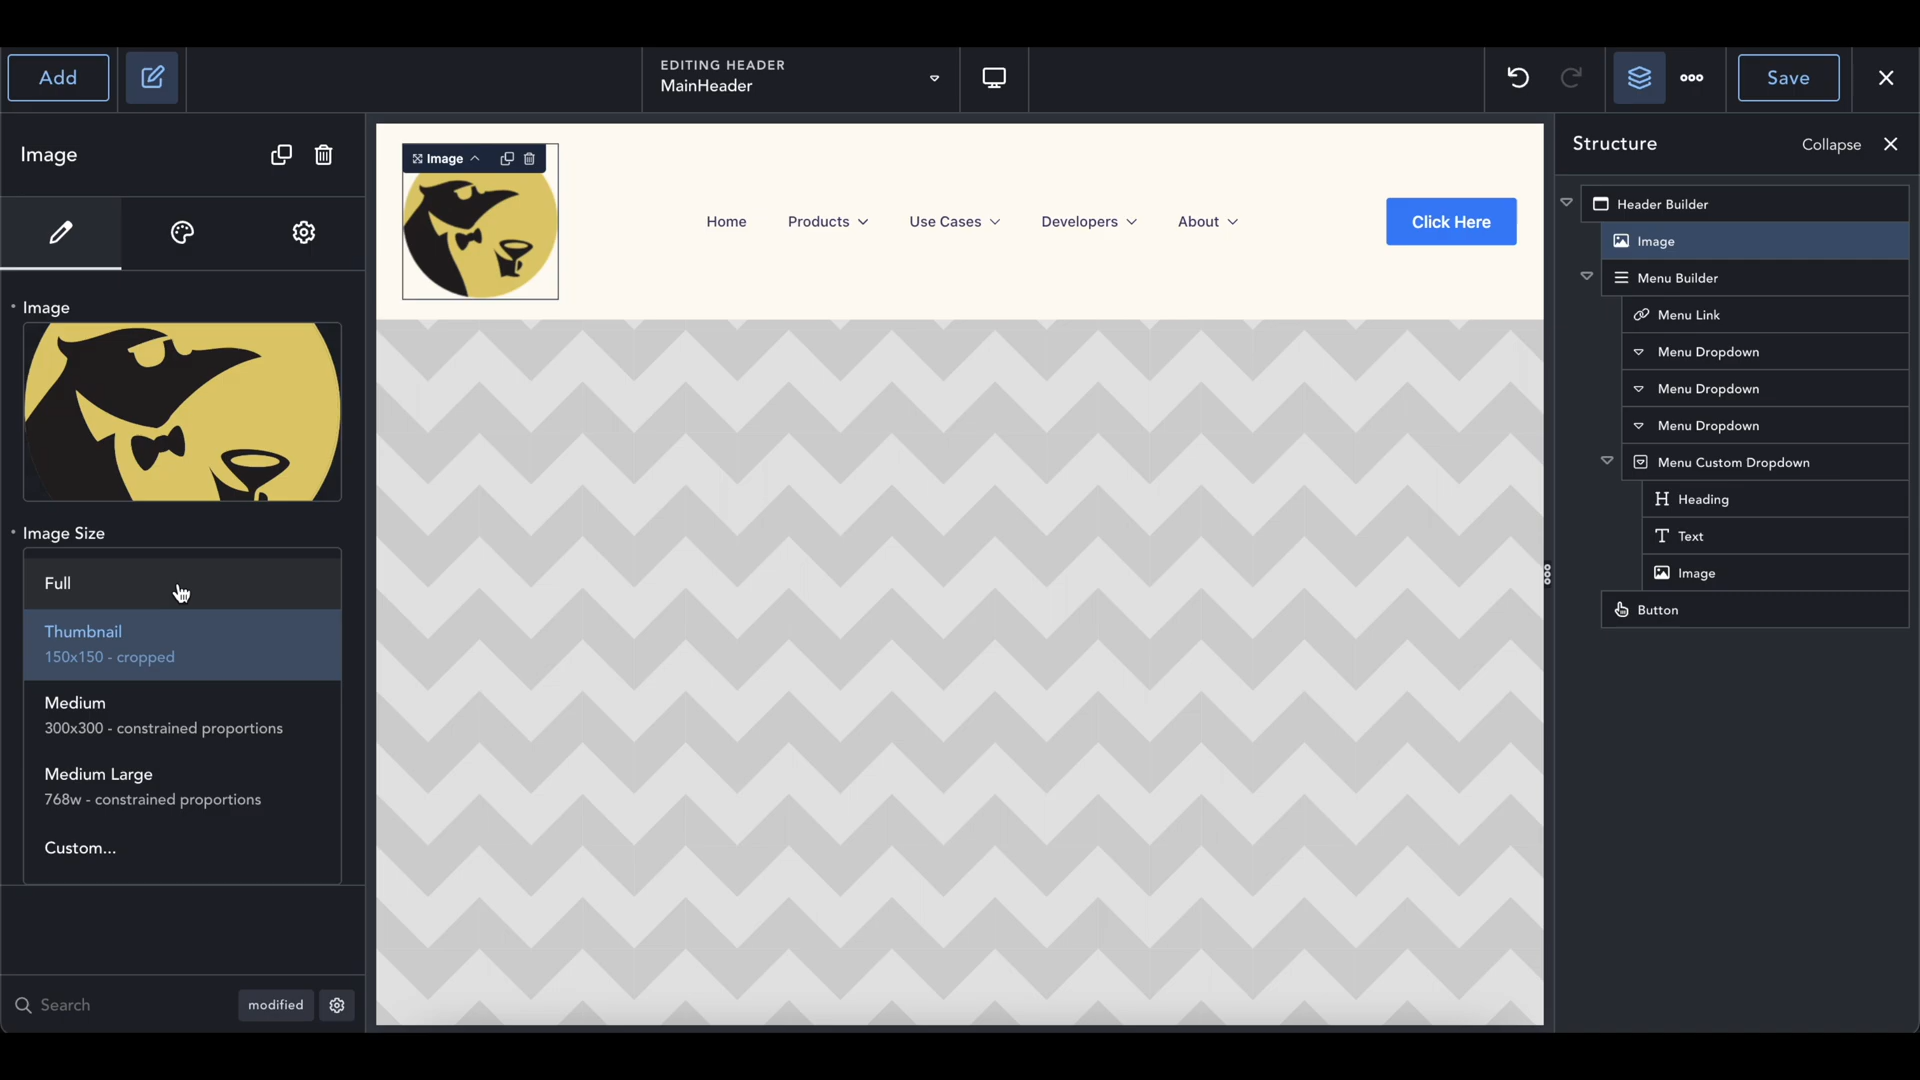 Add
EDITING HEADER
MainHeader
Save
Image
Image
Image Size
Full
Thumbnail
150x150 - cropped
Medium
300x300 - constrained proportions
Medium Large
768w - constrained proportions
Custom...
Search
modified
Image
Home
Products
Use Cases
Developers
About
Click Here
Structure
Collapse
Header Builder
Image
Menu Builder
Menu Link
Menu Dropdown
Menu Dropdown
Menu Dropdown
Menu Custom Dropdown
Heading
Text
Image
Button